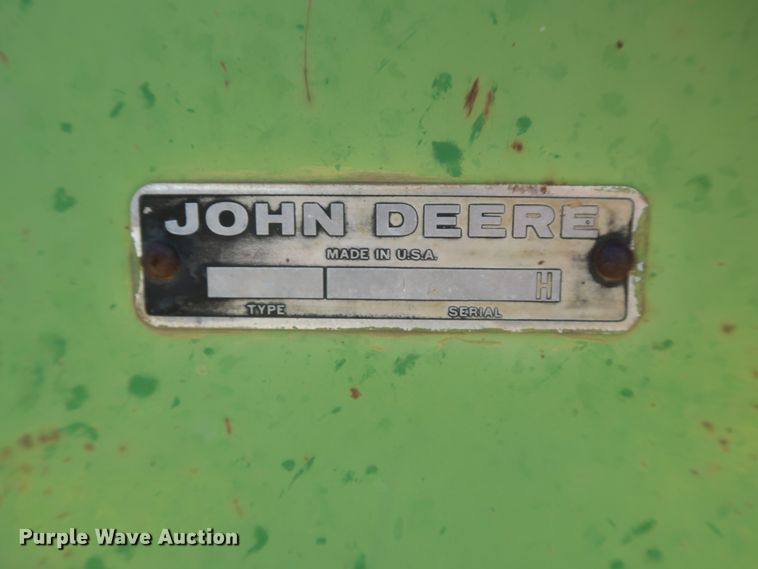 JOHN DEERE
MADE IN U.S.A.
H
TYPE SERIAL
Purple Wave Auction